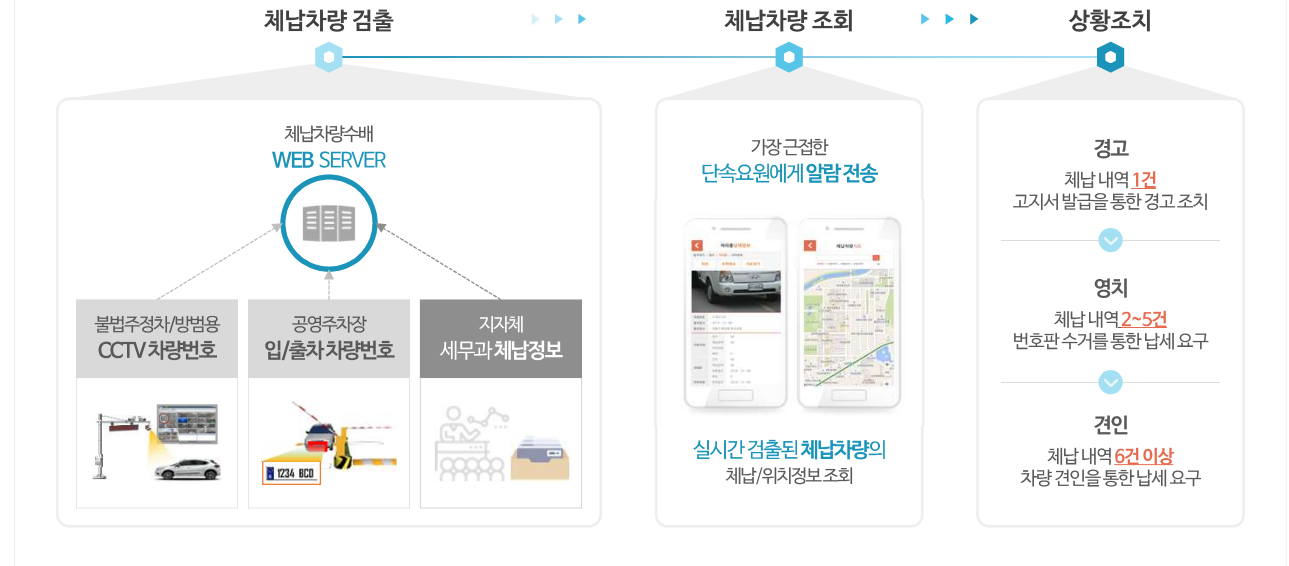 체납차량 검출
체납차량 조회
상황조치
체납차량수배
WEB SERVER
불법주정차/방범용
CCTV 차량번호
공영주차장
입/출차 차량번호
지자체
세무과 체납정보
1234 BCD
가장 근접한
단속요원에게 알람 전송
체납차량지도
실시간 검출된 체납차량의
체납/위치정보 조회
경고
체납 내역 1건
고지서 발급을 통한 경고 조치
영치
체납 내역 2~5건
번호판 수거를 통한 납세 요구
견인
체납 내역 6건 이상
차량 견인을 통한 납세 요구